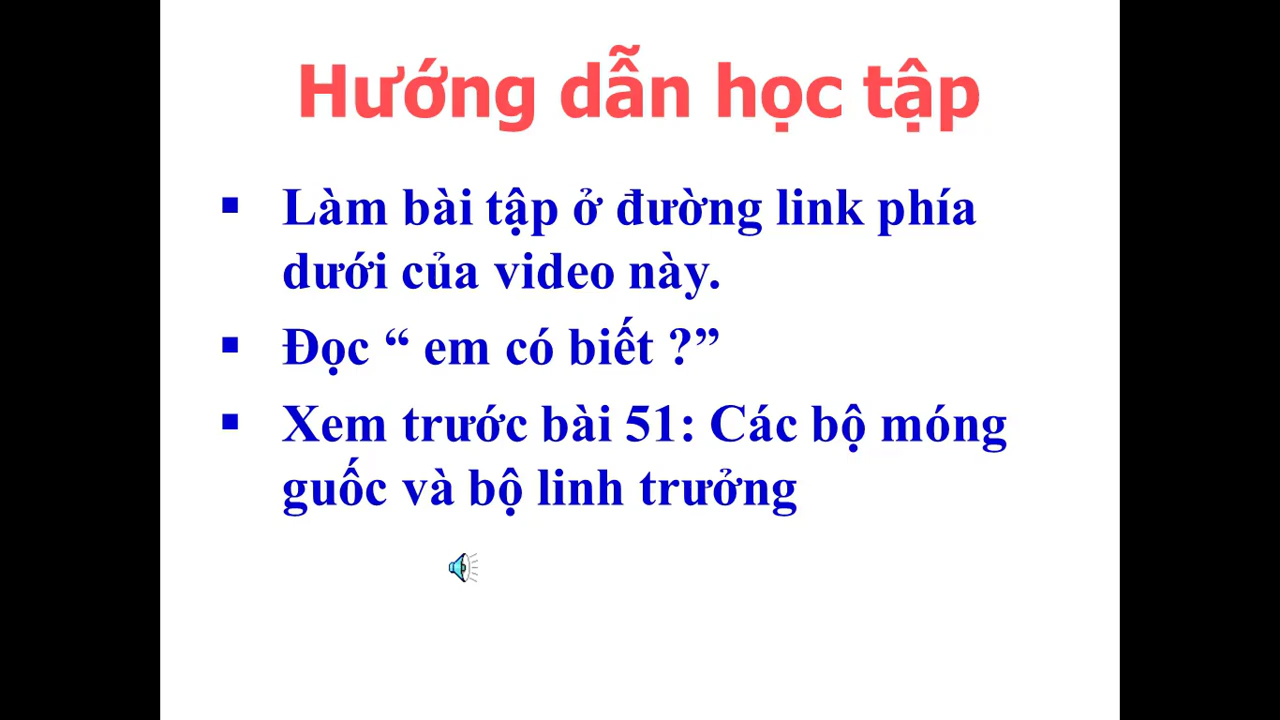 Hướng dẫn học tập
▪ Làm bài tập ở đường link phía
dưới của video này.
▪ Đọc “ em có biết ?”
▪ Xem trước bài 51: Các bộ móng
guốc và bộ linh trưởng